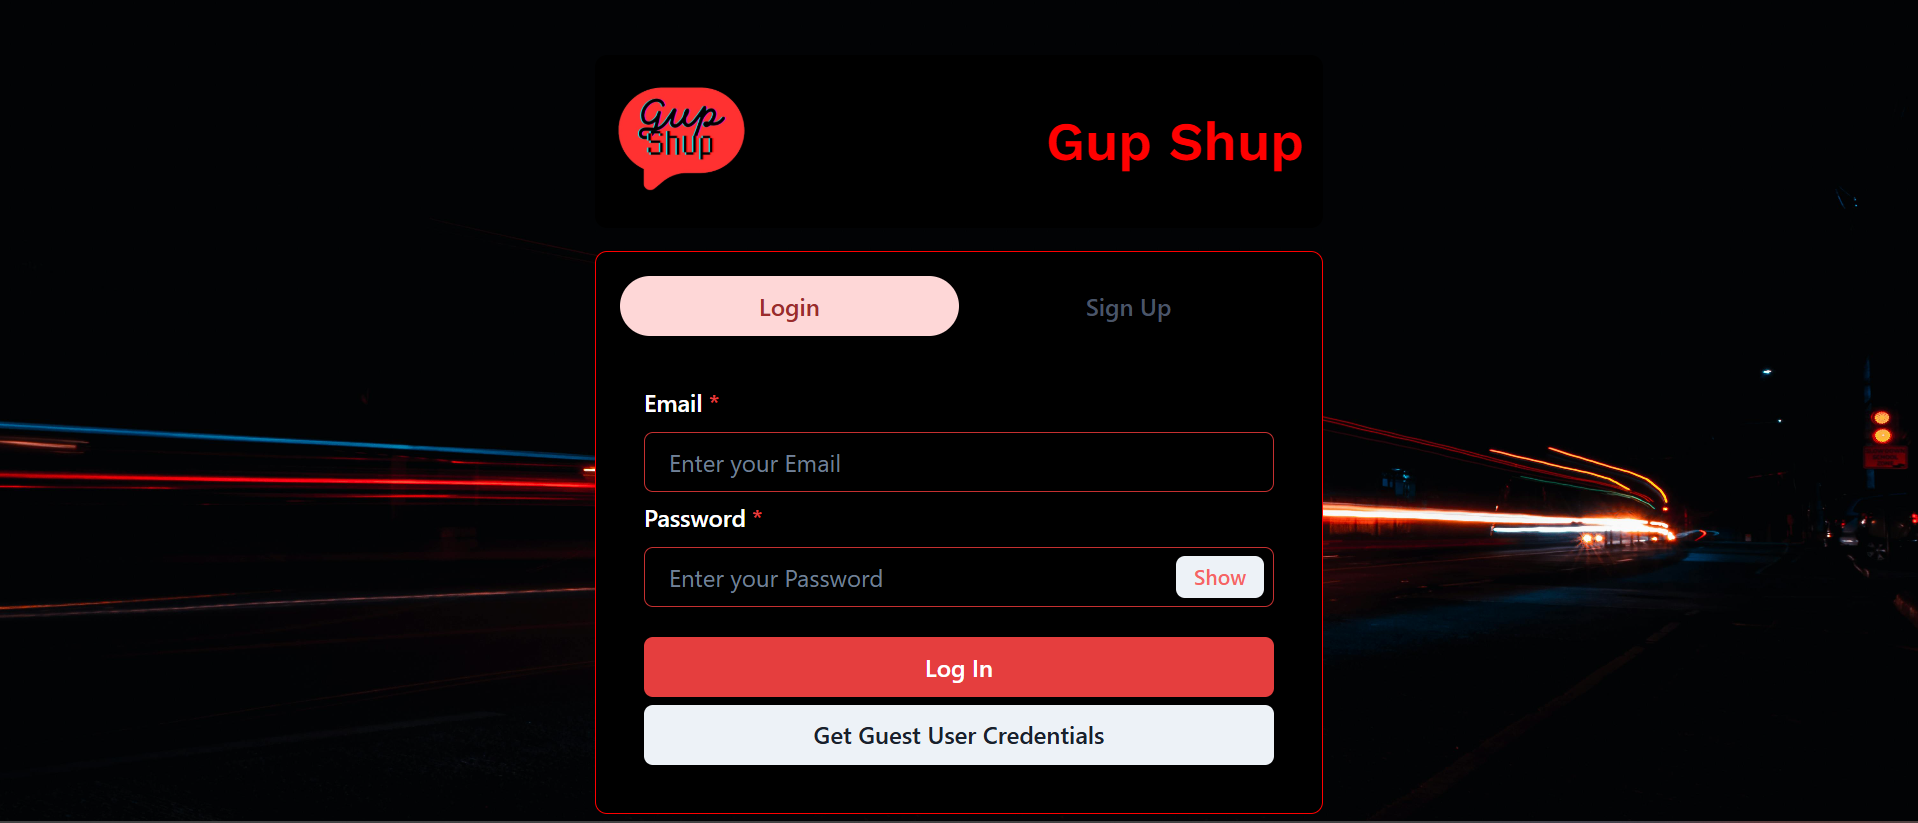 Gup
Shup
Gup Shup
Login
Sign Up
Email *
Enter your Email
Password *
Enter your Password
Show
Log In
Get Guest User Credentials